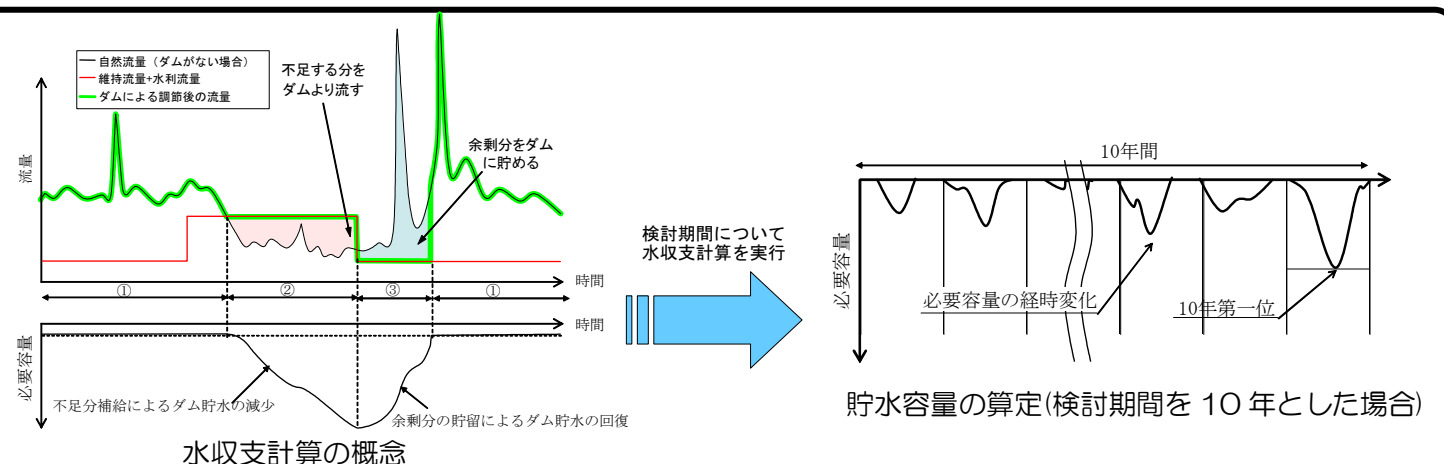 自然流量（ダムがない場合）
維持流量+水利流量
ダムによる調節後の流量
不足する分を
ダムより流す
余剰分をダム
に貯める
流量
時間
①
②
③
①
時間
必要容量
不足分補給によるダム貯水の減少
余剰分の貯留によるダム貯水の回復
水収支計算の概念
検討期間について
水収支計算を実行
10年間
必要容量
必要容量の経時変化
10年第一位
貯水容量の算定(検討期間を10年とした場合)